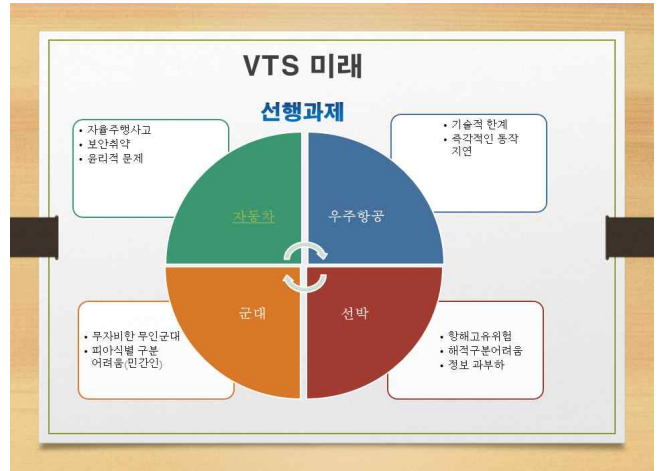 VTS 미래
선행과제
• 자율주행사고
• 보안취약
• 윤리적 문제
• 기술적 한계
• 즉각적인 동작
지연
자동차
우주항공
군대
선박
• 무자비한 무인군대
• 피아식별 구분
어려움(민간인)
• 항해고유위험
• 해적구분어려움
• 정보 과부하